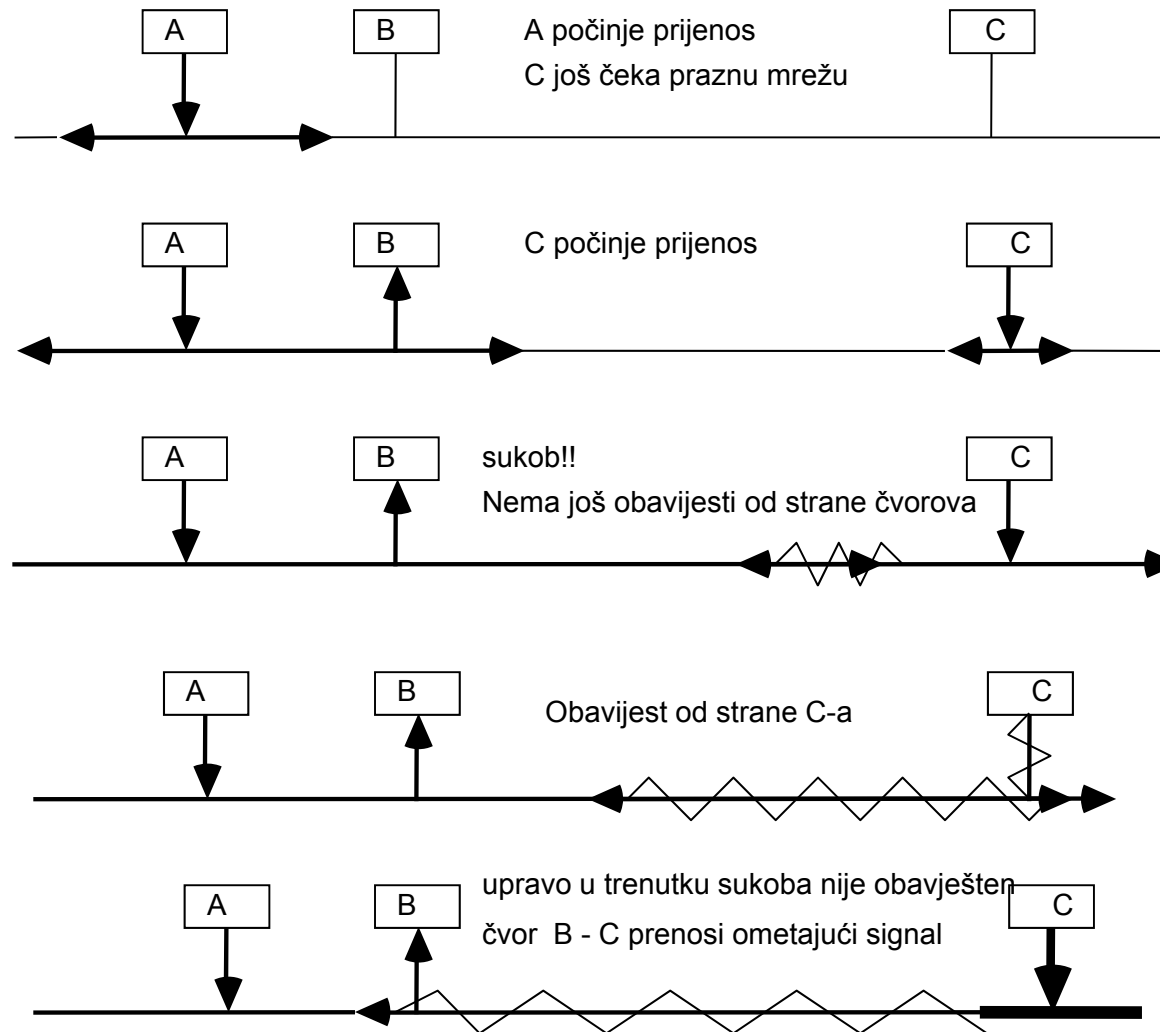 A B A počinje prijenos C
C još čeka praznu mrežu
A B C počinje prijenos C
A B sukob!! C
Nema još obavijesti od strane čvorova
A B Obavijest od strane C-a C
upravo u trenutku sukoba nije obavješten
A B čvor B - C prenosi ometajući signal C